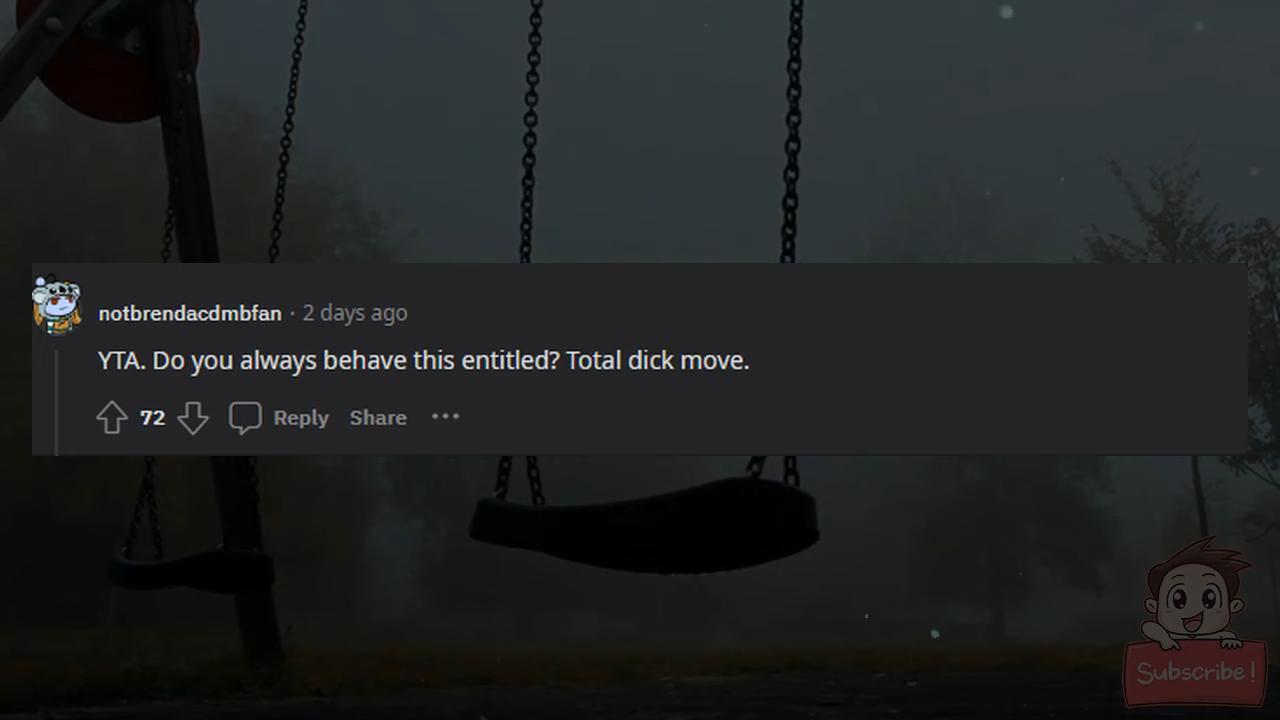 notbrendacdmbfan · 2 days ago
YTA. Do you always behave this entitled? Total dick move.
72 Reply Share ···
Subscribe!